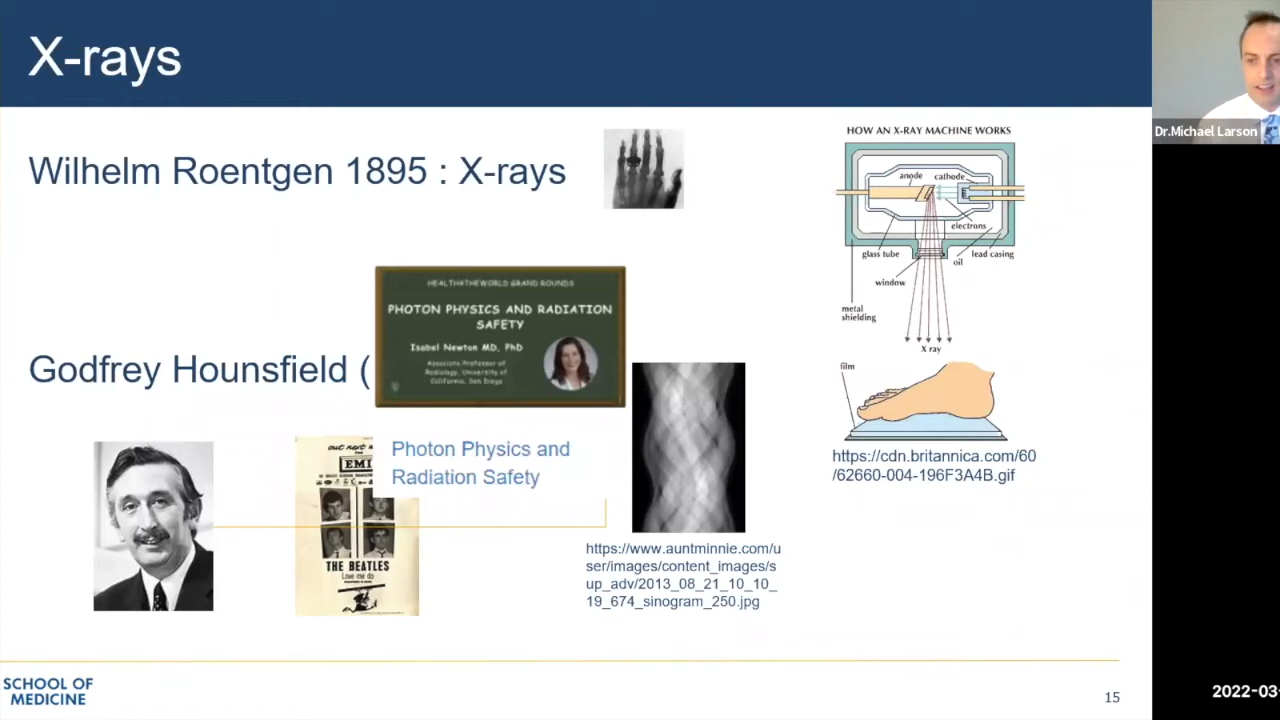 X-rays
Dr.Michael Larson
Wilhelm Roentgen 1895 : X-rays
HOW AN X-RAY MACHINE WORKS
anode
cathode
electrons
glass tube
oil
lead casing
window
metal
shielding
X ray
film
https://cdn.britannica.com/60
/62660-004-196F3A4B.gif
HEALTH4THEWORLD GRAND ROUNDS
PHOTON PHYSICS AND RADIATION
SAFETY
Isabel Newton MD, PhD
Associate Professor of
Radiology, University of
California, San Diego
Godfrey Hounsfield (
Photon Physics and
Radiation Safety
out next
EMI
THE BEATLES
Love me do
https://www.auntminnie.com/u
ser/images/content_images/s
up_adv/2013_08_21_10_10_
19_674_sinogram_250.jpg
SCHOOL OF
MEDICINE
15
2022-03